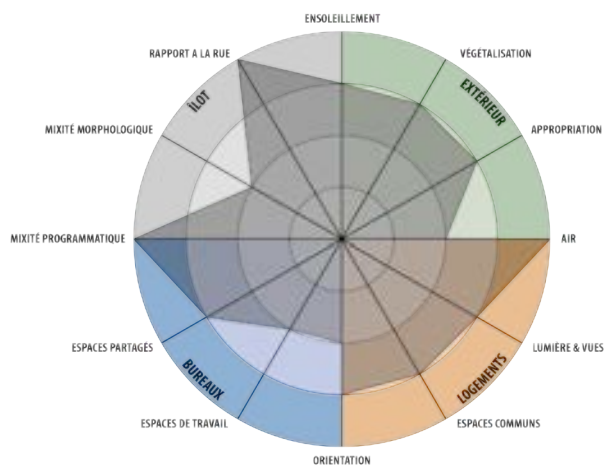 ENSOLEILLEMENT
RAPPORT A LA RUE
VÉGÉTALISATION
ÎLOT
EXTÉRIEUR
MIXITÉ MORPHOLOGIQUE
APPROPRIATION
MIXITÉ PROGRAMMATIQUE
AIR
ESPACES PARTAGÉS
LUMIÈRE & VUES
BUREAUX
LOGEMENTS
ESPACES DE TRAVAIL
ESPACES COMMUNS
ORIENTATION